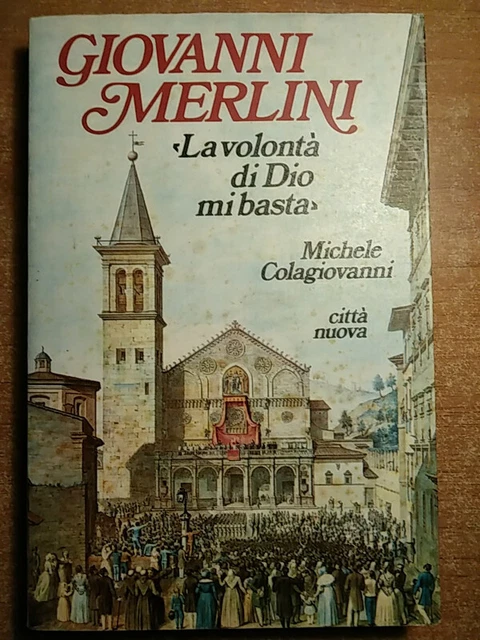 GIOVANNI
MERLINI
‹La volontà
di Dio
mi basta›
Michele
Colagiovanni
città
nuova